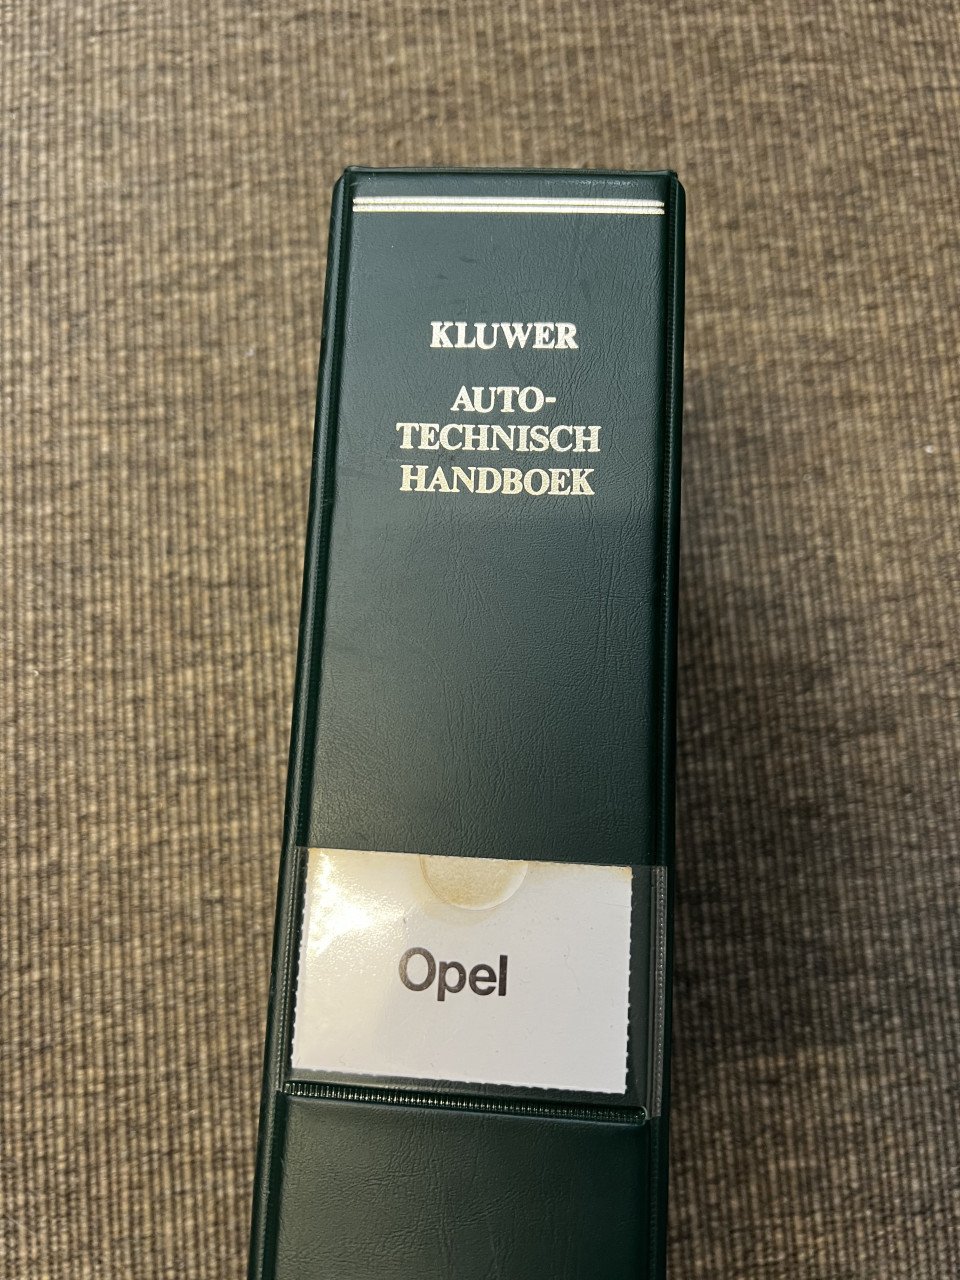 KLUWER
AUTO-
TECHNISCH
HANDBOEK
Opel